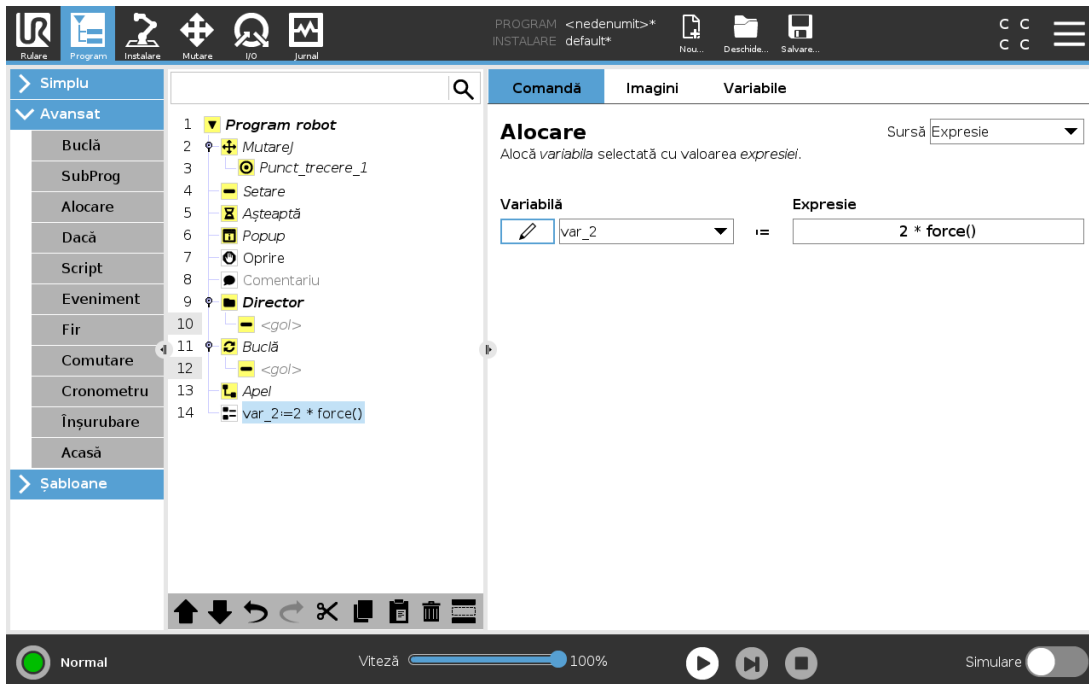 PROGRAM <nedenumit>*
INSTALARE default*
C C
C C
Rulare Program Instalare Mutare I/O Jurnal Nou... Deschide... Salvare...
Simplu
Avansat
Buclă
SubProg
Alocare
Dacă
Script
Eveniment
Fir
Comutare
Cronometru
Înșurubare
Acasă
Șabloane
1 Program robot
2 MutareJ
3 Punct_trecere_1
4 Setare
5 Așteaptă
6 Popup
7 Oprire
8 Comentariu
9 Director
10 <gol>
11 Buclă
12 <gol>
13 Apel
14 var_2:=2 * force()
Comandă Imagini Variabile
Alocare
Sursă Expresie
Alocă variabila selectată cu valoarea expresiei.
Variabilă Expresie
var_2 := 2 * force()
Normal Viteză 100% Simulare